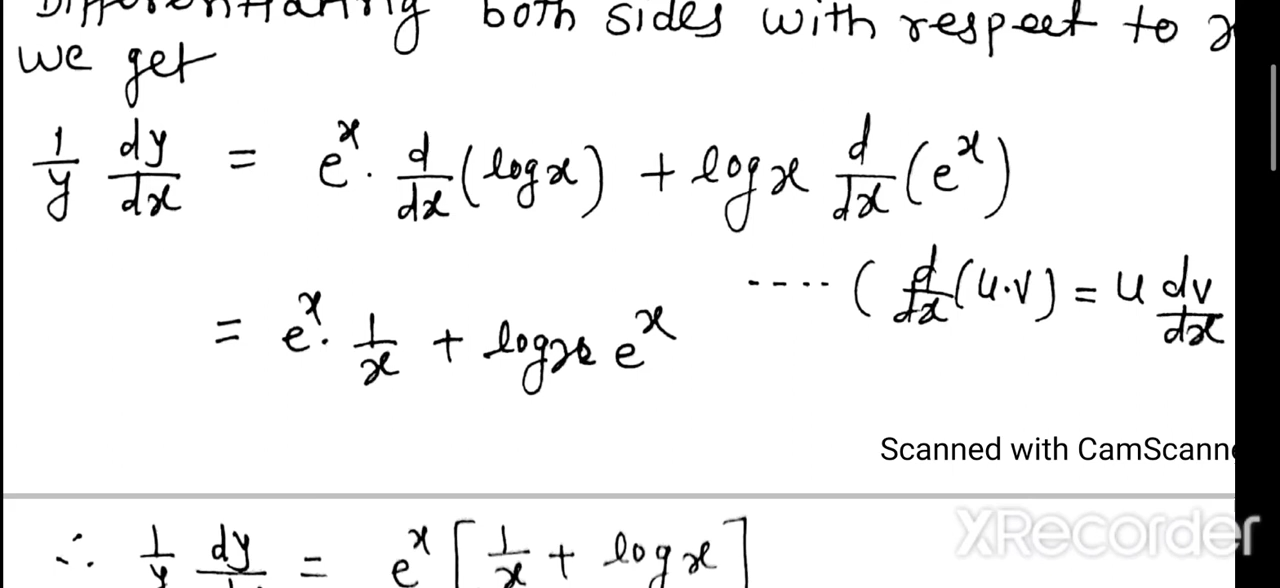 Differentiating both sides with respect to x
we get
1/y dy/dx = e^x · d/dx (log x) + log x d/dx (e^x)
---- ( d/dx (u·v) = u dv/dx
= e^x · 1/x + log x e^x
Scanned with CamScann
XRecorder
∴ 1/y dy = e^x [ 1/x + log x ]